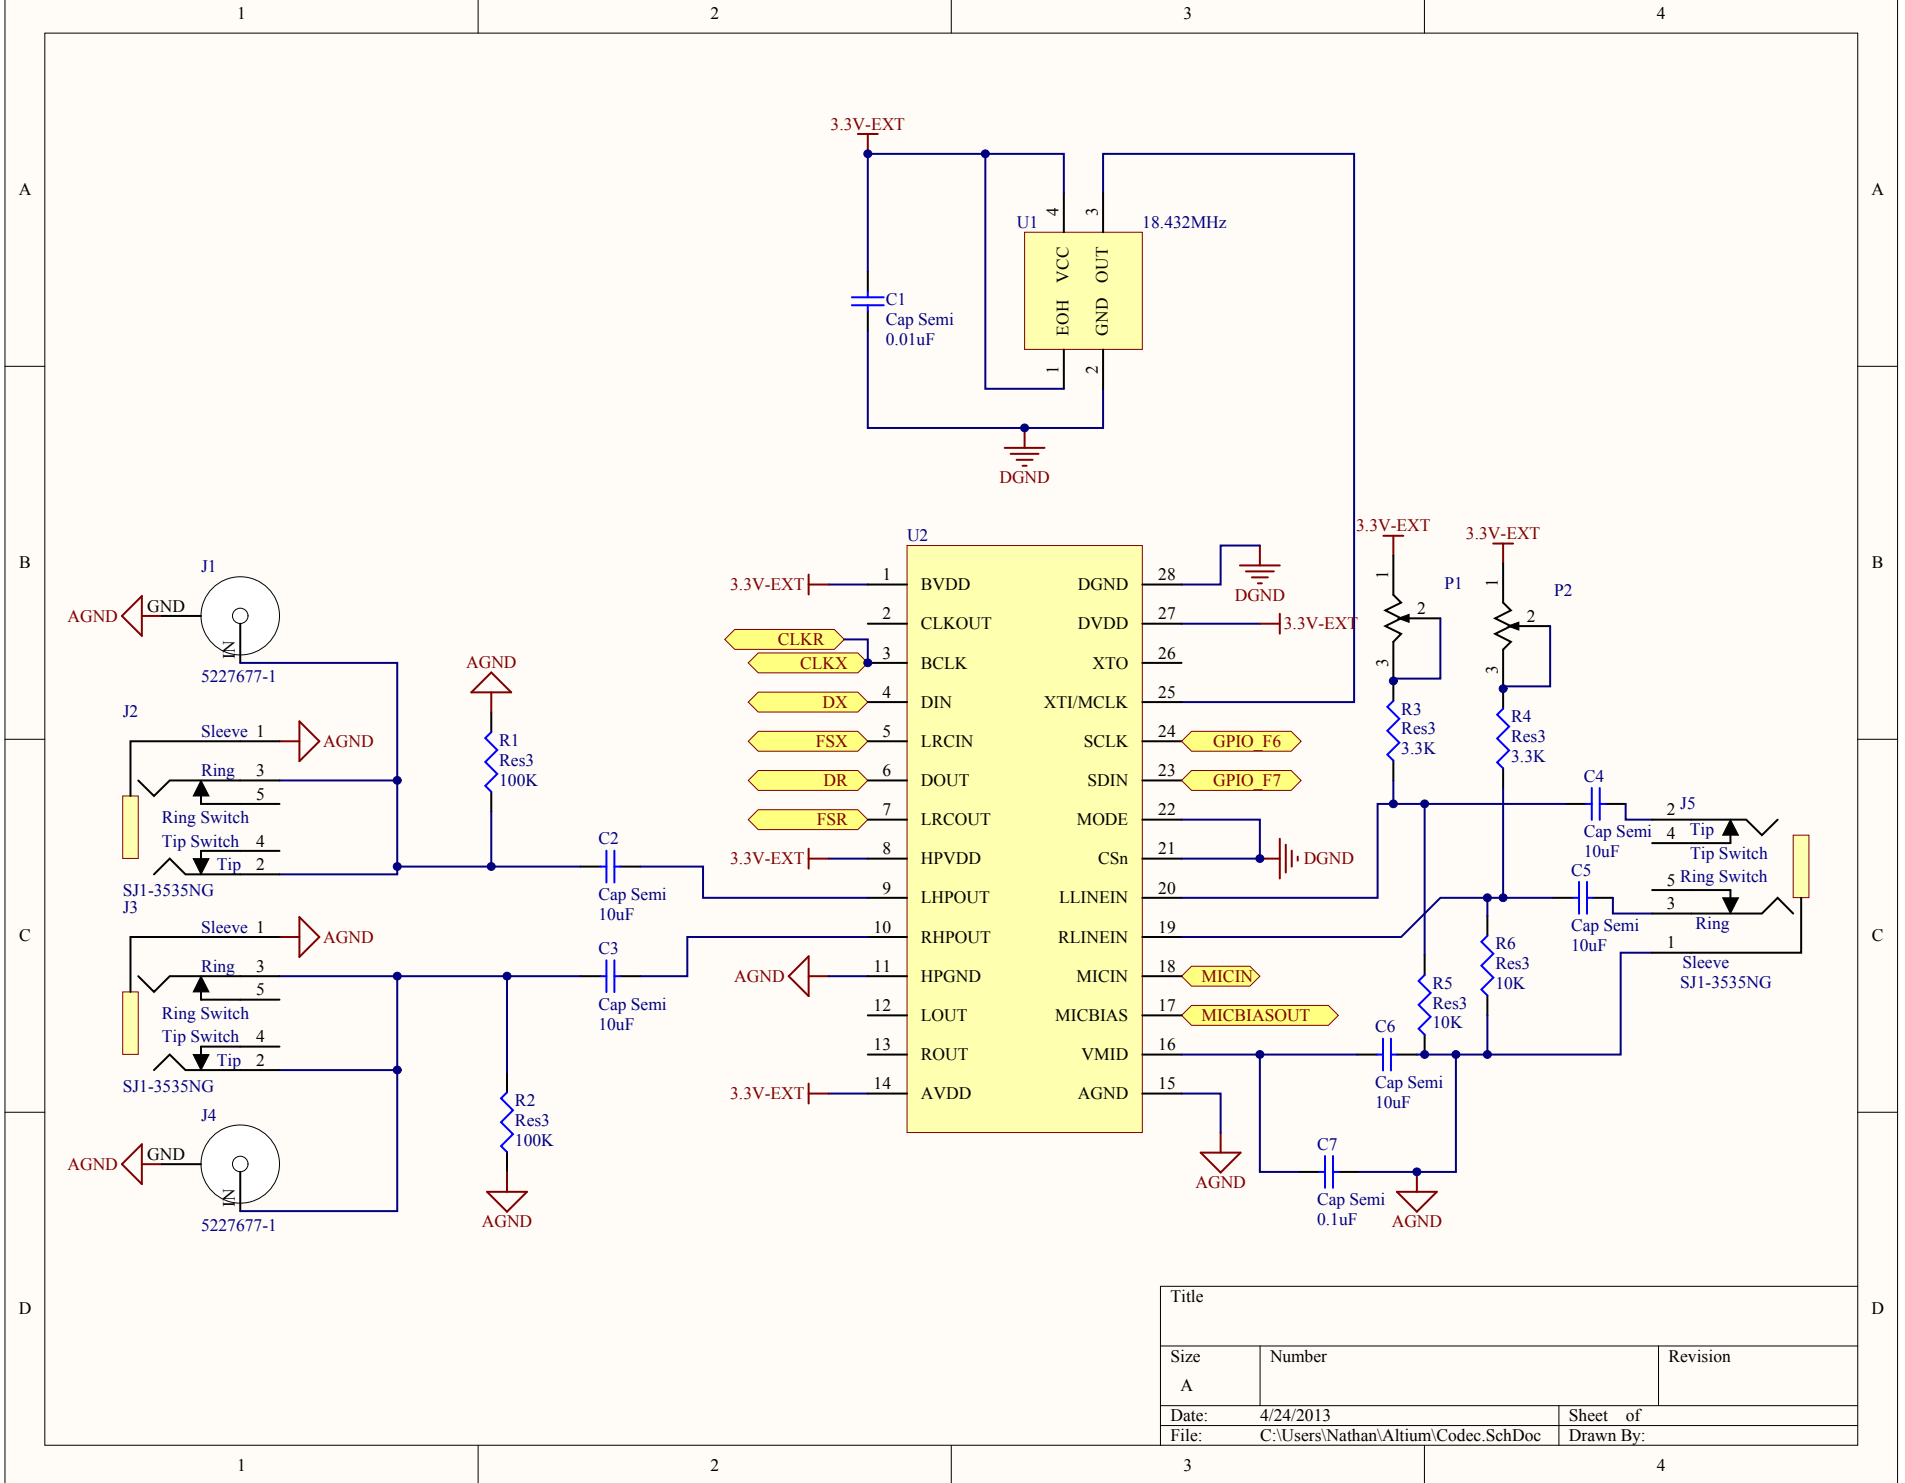 1 2 3 4
A
A
3.3V-EXT
U1
4
3
18.432MHz
VCC
OUT
EOH
GND
1
2
C1
Cap Semi
0.01uF
DGND
B
B
J1
AGND
GND
IN
5227677-1
J2
Sleeve 1
AGND
Ring 3
5
Ring Switch
Tip Switch 4
Tip 2
SJ1-3535NG
J3
Sleeve 1
AGND
Ring 3
5
Ring Switch
Tip Switch 4
Tip 2
SJ1-3535NG
J4
AGND
GND
IN
5227677-1
AGND
R1
Res3
100K
C2
Cap Semi
10uF
C3
Cap Semi
10uF
R2
Res3
100K
AGND
U2
3.3V-EXT 1 BVDD
2 CLKOUT
CLKR
CLKX 3 BCLK
DX 4 DIN
FSX 5 LRCIN
DR 6 DOUT
FSR 7 LRCOUT
3.3V-EXT 8 HPVDD
9 LHPOUT
10 RHPOUT
AGND 11 HPGND
12 LOUT
13 ROUT
3.3V-EXT 14 AVDD
DGND 28
DGND
DVDD 27 3.3V-EXT
XTO 26
XTI/MCLK 25
SCLK 24 GPIO_F6
SDIN 23 GPIO_F7
MODE 22
CSn 21 DGND
LLINEIN 20
RLINEIN 19
MICIN 18 MICIN
MICBIAS 17 MICBIASOUT
VMID 16
AGND 15
AGND
3.3V-EXT
1
P1
2
3
R3
Res3
3.3K
3.3V-EXT
1
P2
2
3
R4
Res3
3.3K
C4
Cap Semi
10uF
C5
Cap Semi
10uF
J5
2
Tip
4
Tip Switch
5 Ring Switch
3
Ring
1
Sleeve
SJ1-3535NG
R6
Res3
10K
R5
Res3
10K
C6
Cap Semi
10uF
C7
Cap Semi
0.1uF
AGND
C
C
D
D
Title
Size
Number
Revision
A
Date: 4/24/2013 Sheet of
File: C:\Users\Nathan\Altium\Codec.SchDoc Drawn By:
1 2 3 4